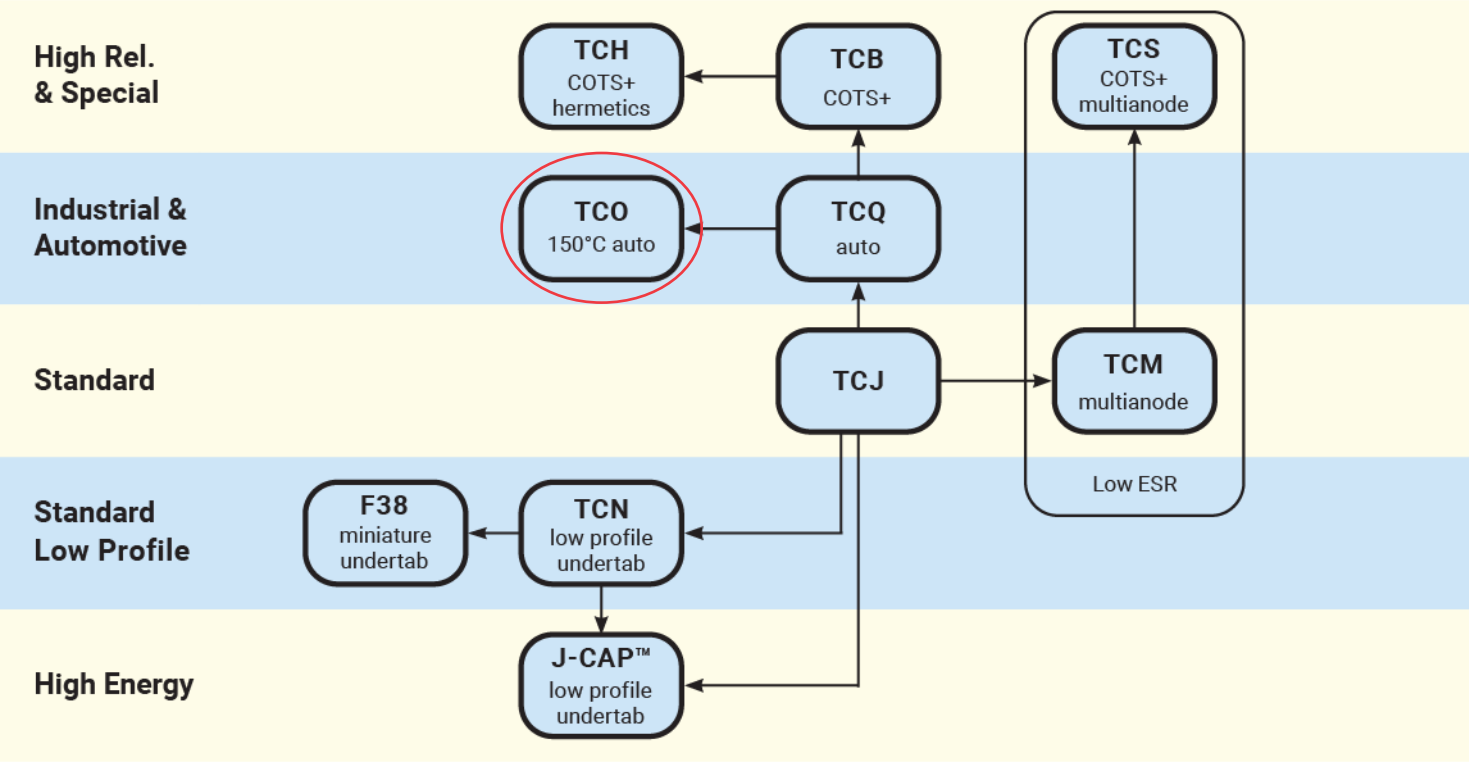 High Rel.
& Special
TCH
COTS+
hermetics
TCB
COTS+
TCS
COTS+
multianode
Industrial &
Automotive
TCO
150°C auto
TCQ
auto
Standard
TCJ
TCM
multianode
Low ESR
Standard
Low Profile
F38
miniature
undertab
TCN
low profile
undertab
High Energy
J-CAP™
low profile
undertab